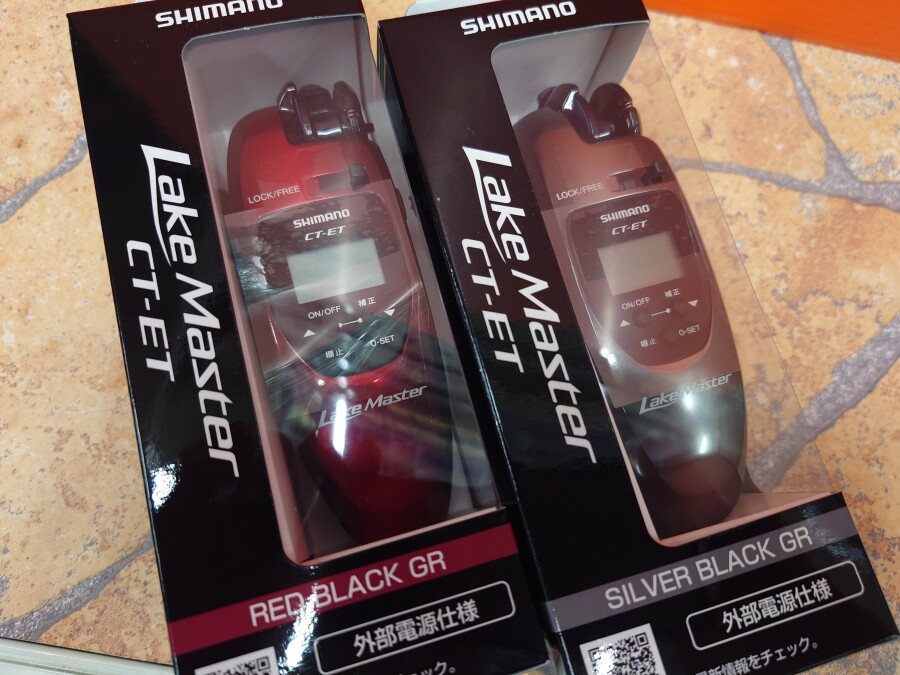 SHIMANO
Lake Master
CT-ET
LOCK/FREE
SHIMANO
CT-ET
ON/OFF
補正
棚止
0-SET
Lake Master
RED BLACK GR
外部電源仕様
ェック。
SHIMANO
Lake Master
CT-ET
LOCK/FREE
SHIMANO
CT-ET
ON/OFF
補正
棚止
0-SET
Lake Master
SILVER BLACK GR
外部電源仕様
新情報をチェック。